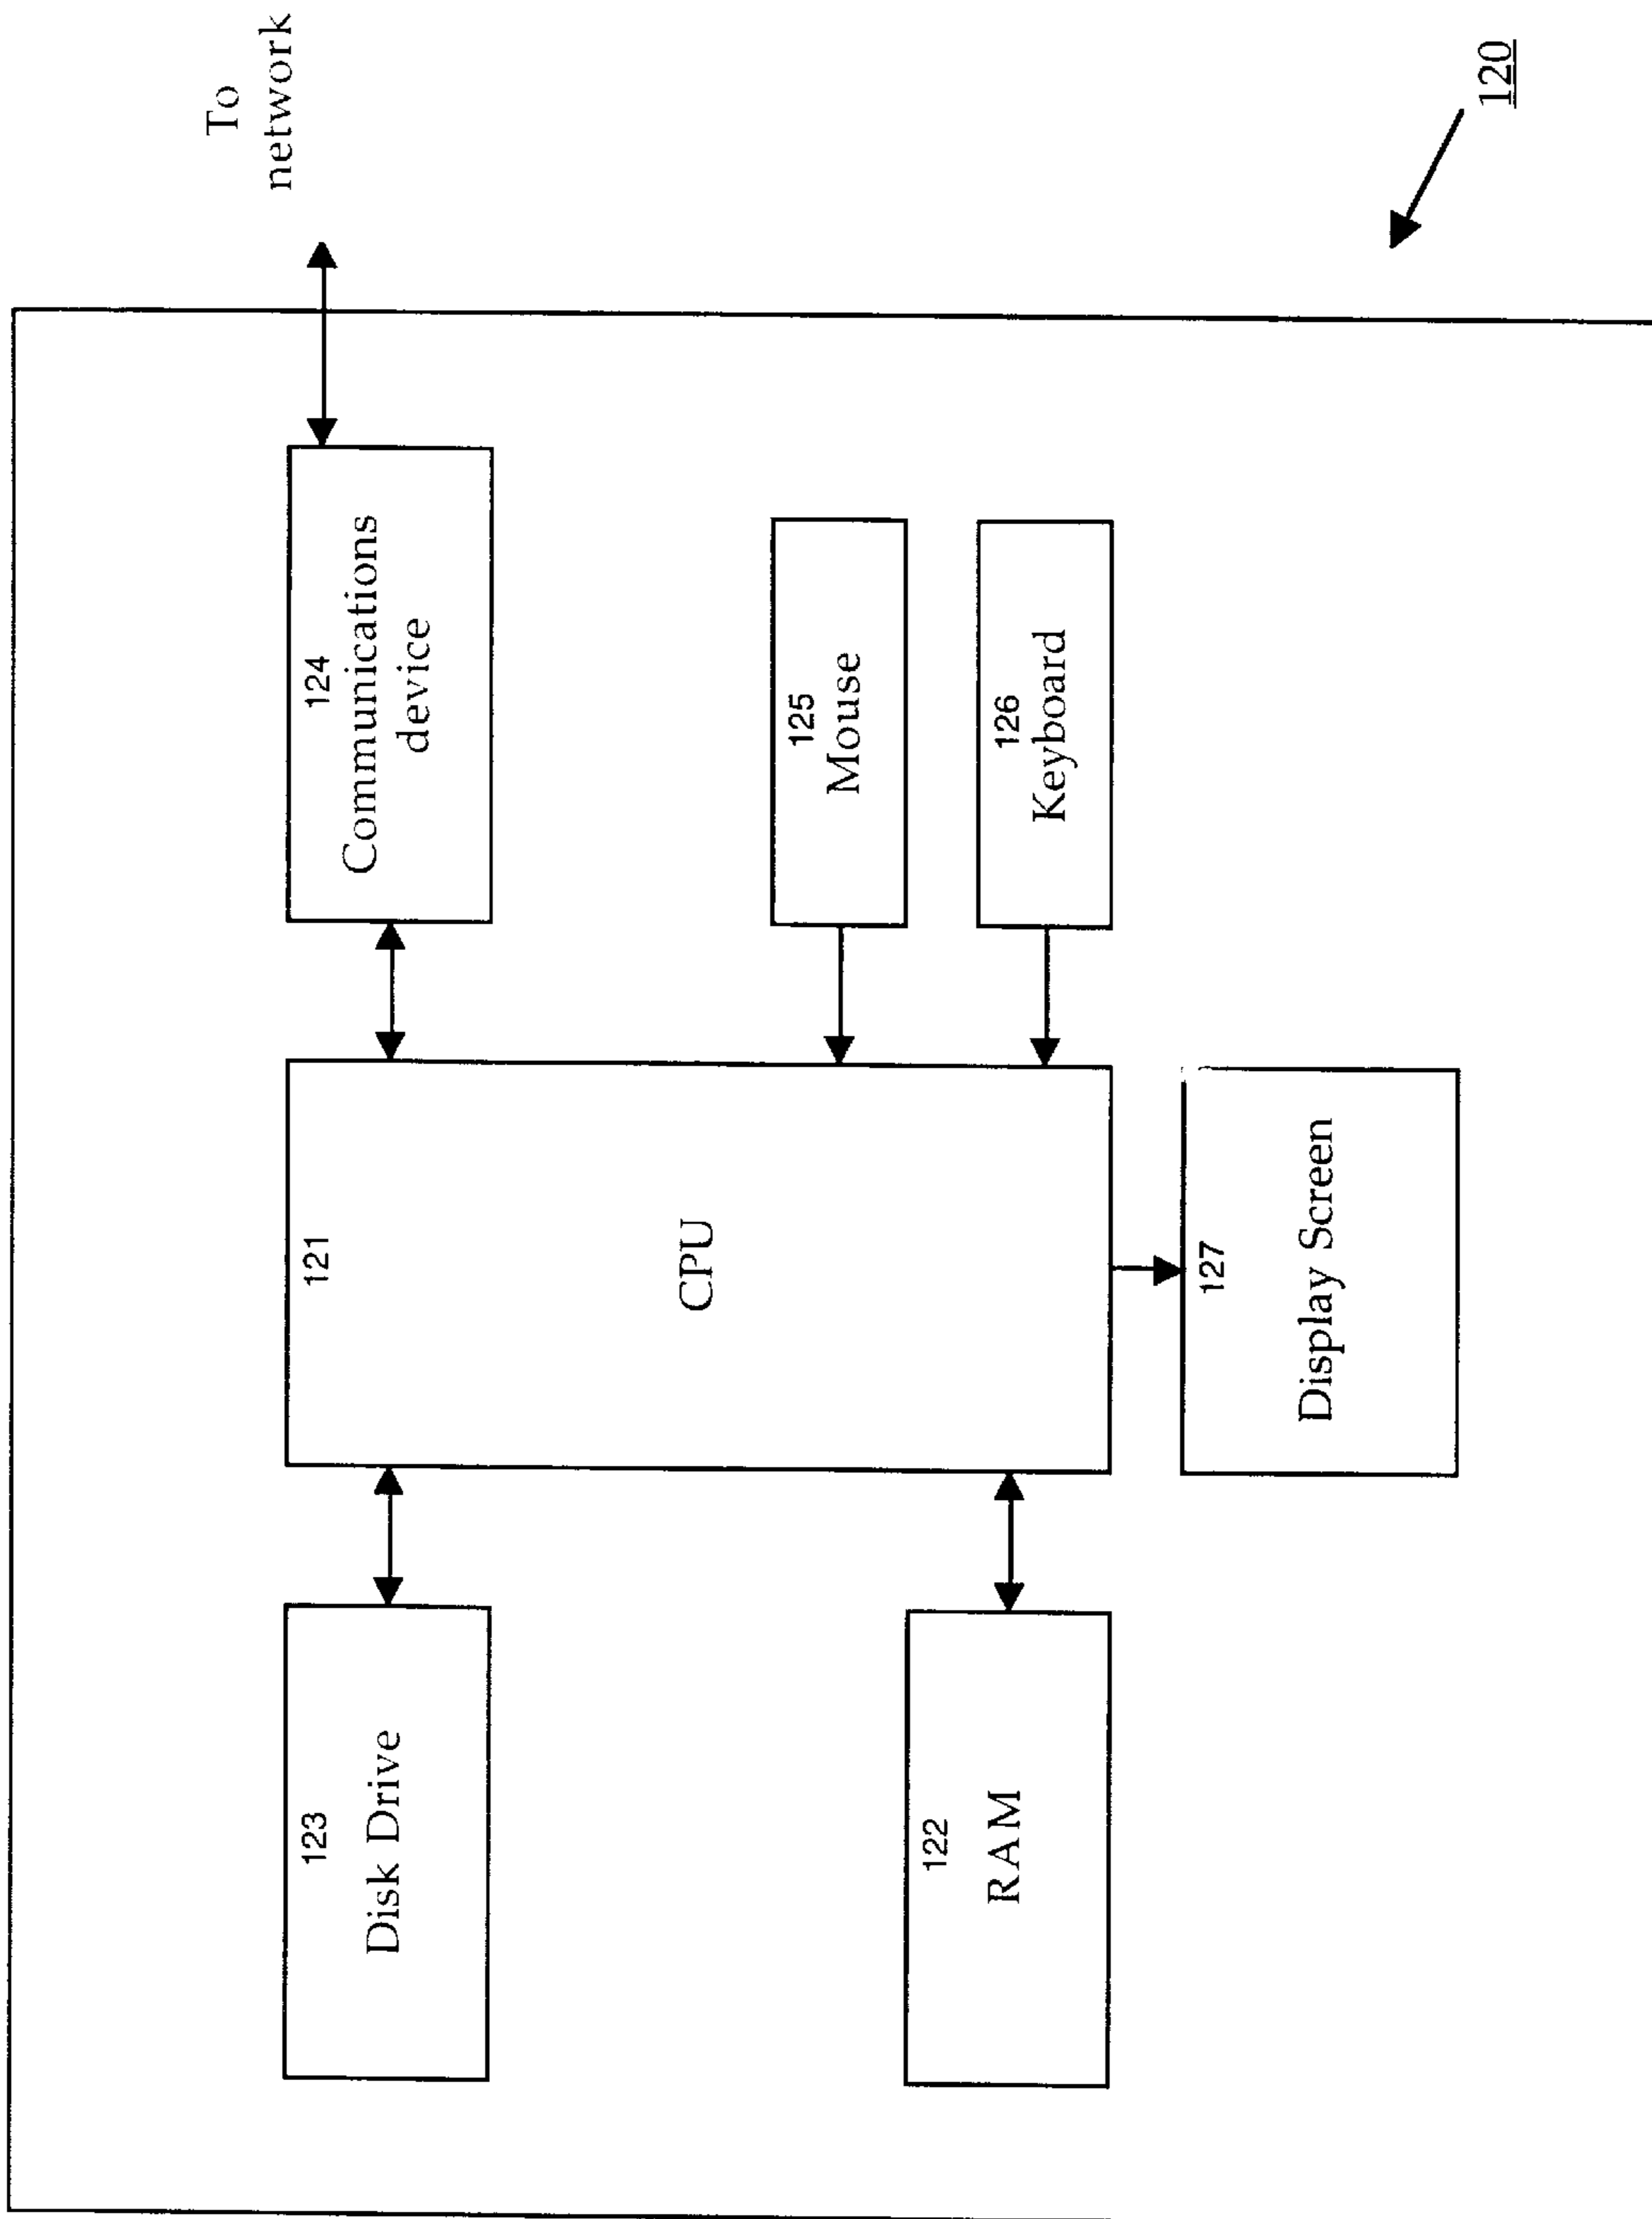 To
network
123
Disk Drive
121
CPU
124
Communications
device
125
Mouse
122
RAM
126
Keyboard
127
Display Screen
120